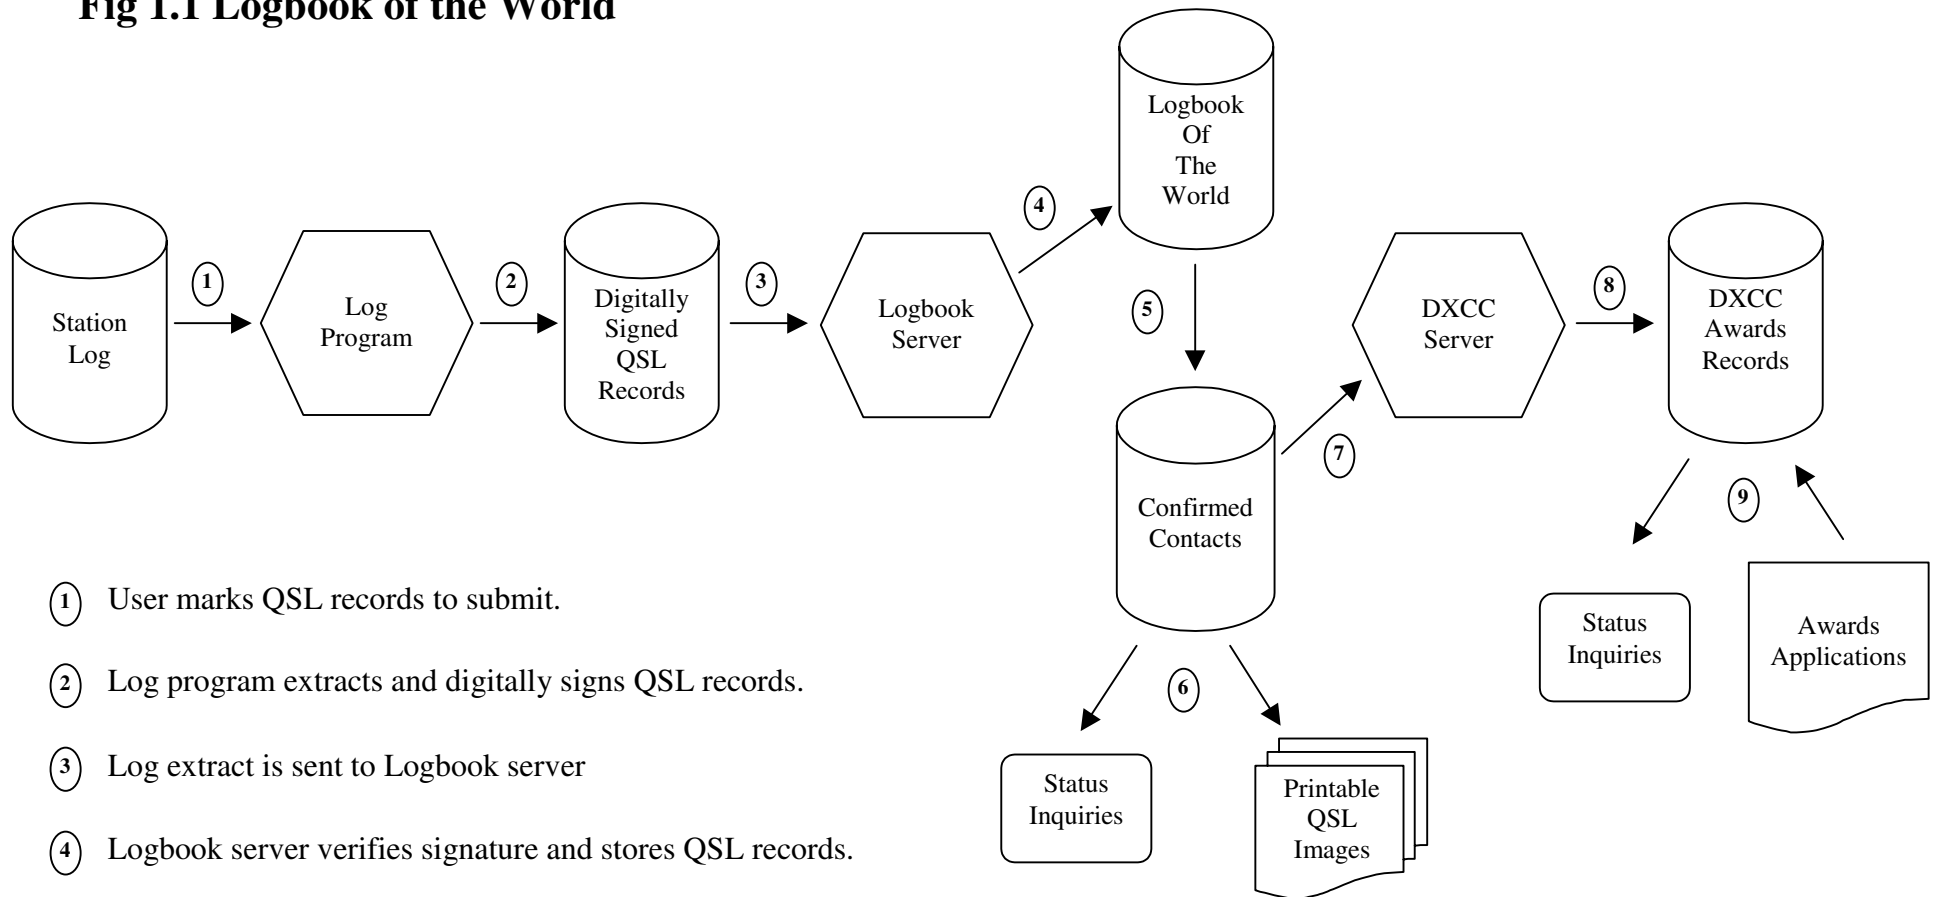 Fig 1.1 Logbook of the World
Logbook
Of
The
World
4
1
2
3
Station
Log
Log
Program
Digitally
Signed
QSL
Records
Logbook
Server
5
DXCC
Server
8
DXCC
Awards
Records
7
Confirmed
Contacts
9
6
Status
Inquiries
Awards
Applications
Status
Inquiries
Printable
QSL
Images
1 User marks QSL records to submit.
2 Log program extracts and digitally signs QSL records.
3 Log extract is sent to Logbook server
4 Logbook server verifies signature and stores QSL records.